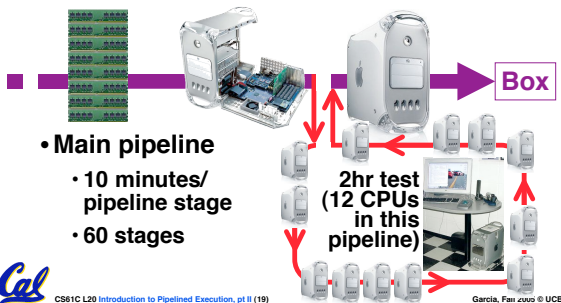 Box
• Main pipeline
• 10 minutes/
pipeline stage
• 60 stages
2hr test
(12 CPUs
in this
pipeline)
Cal
CS61C L20 Introduction to Pipelined Execution, pt II (19)
Garcia, Fall 2005 © UCB